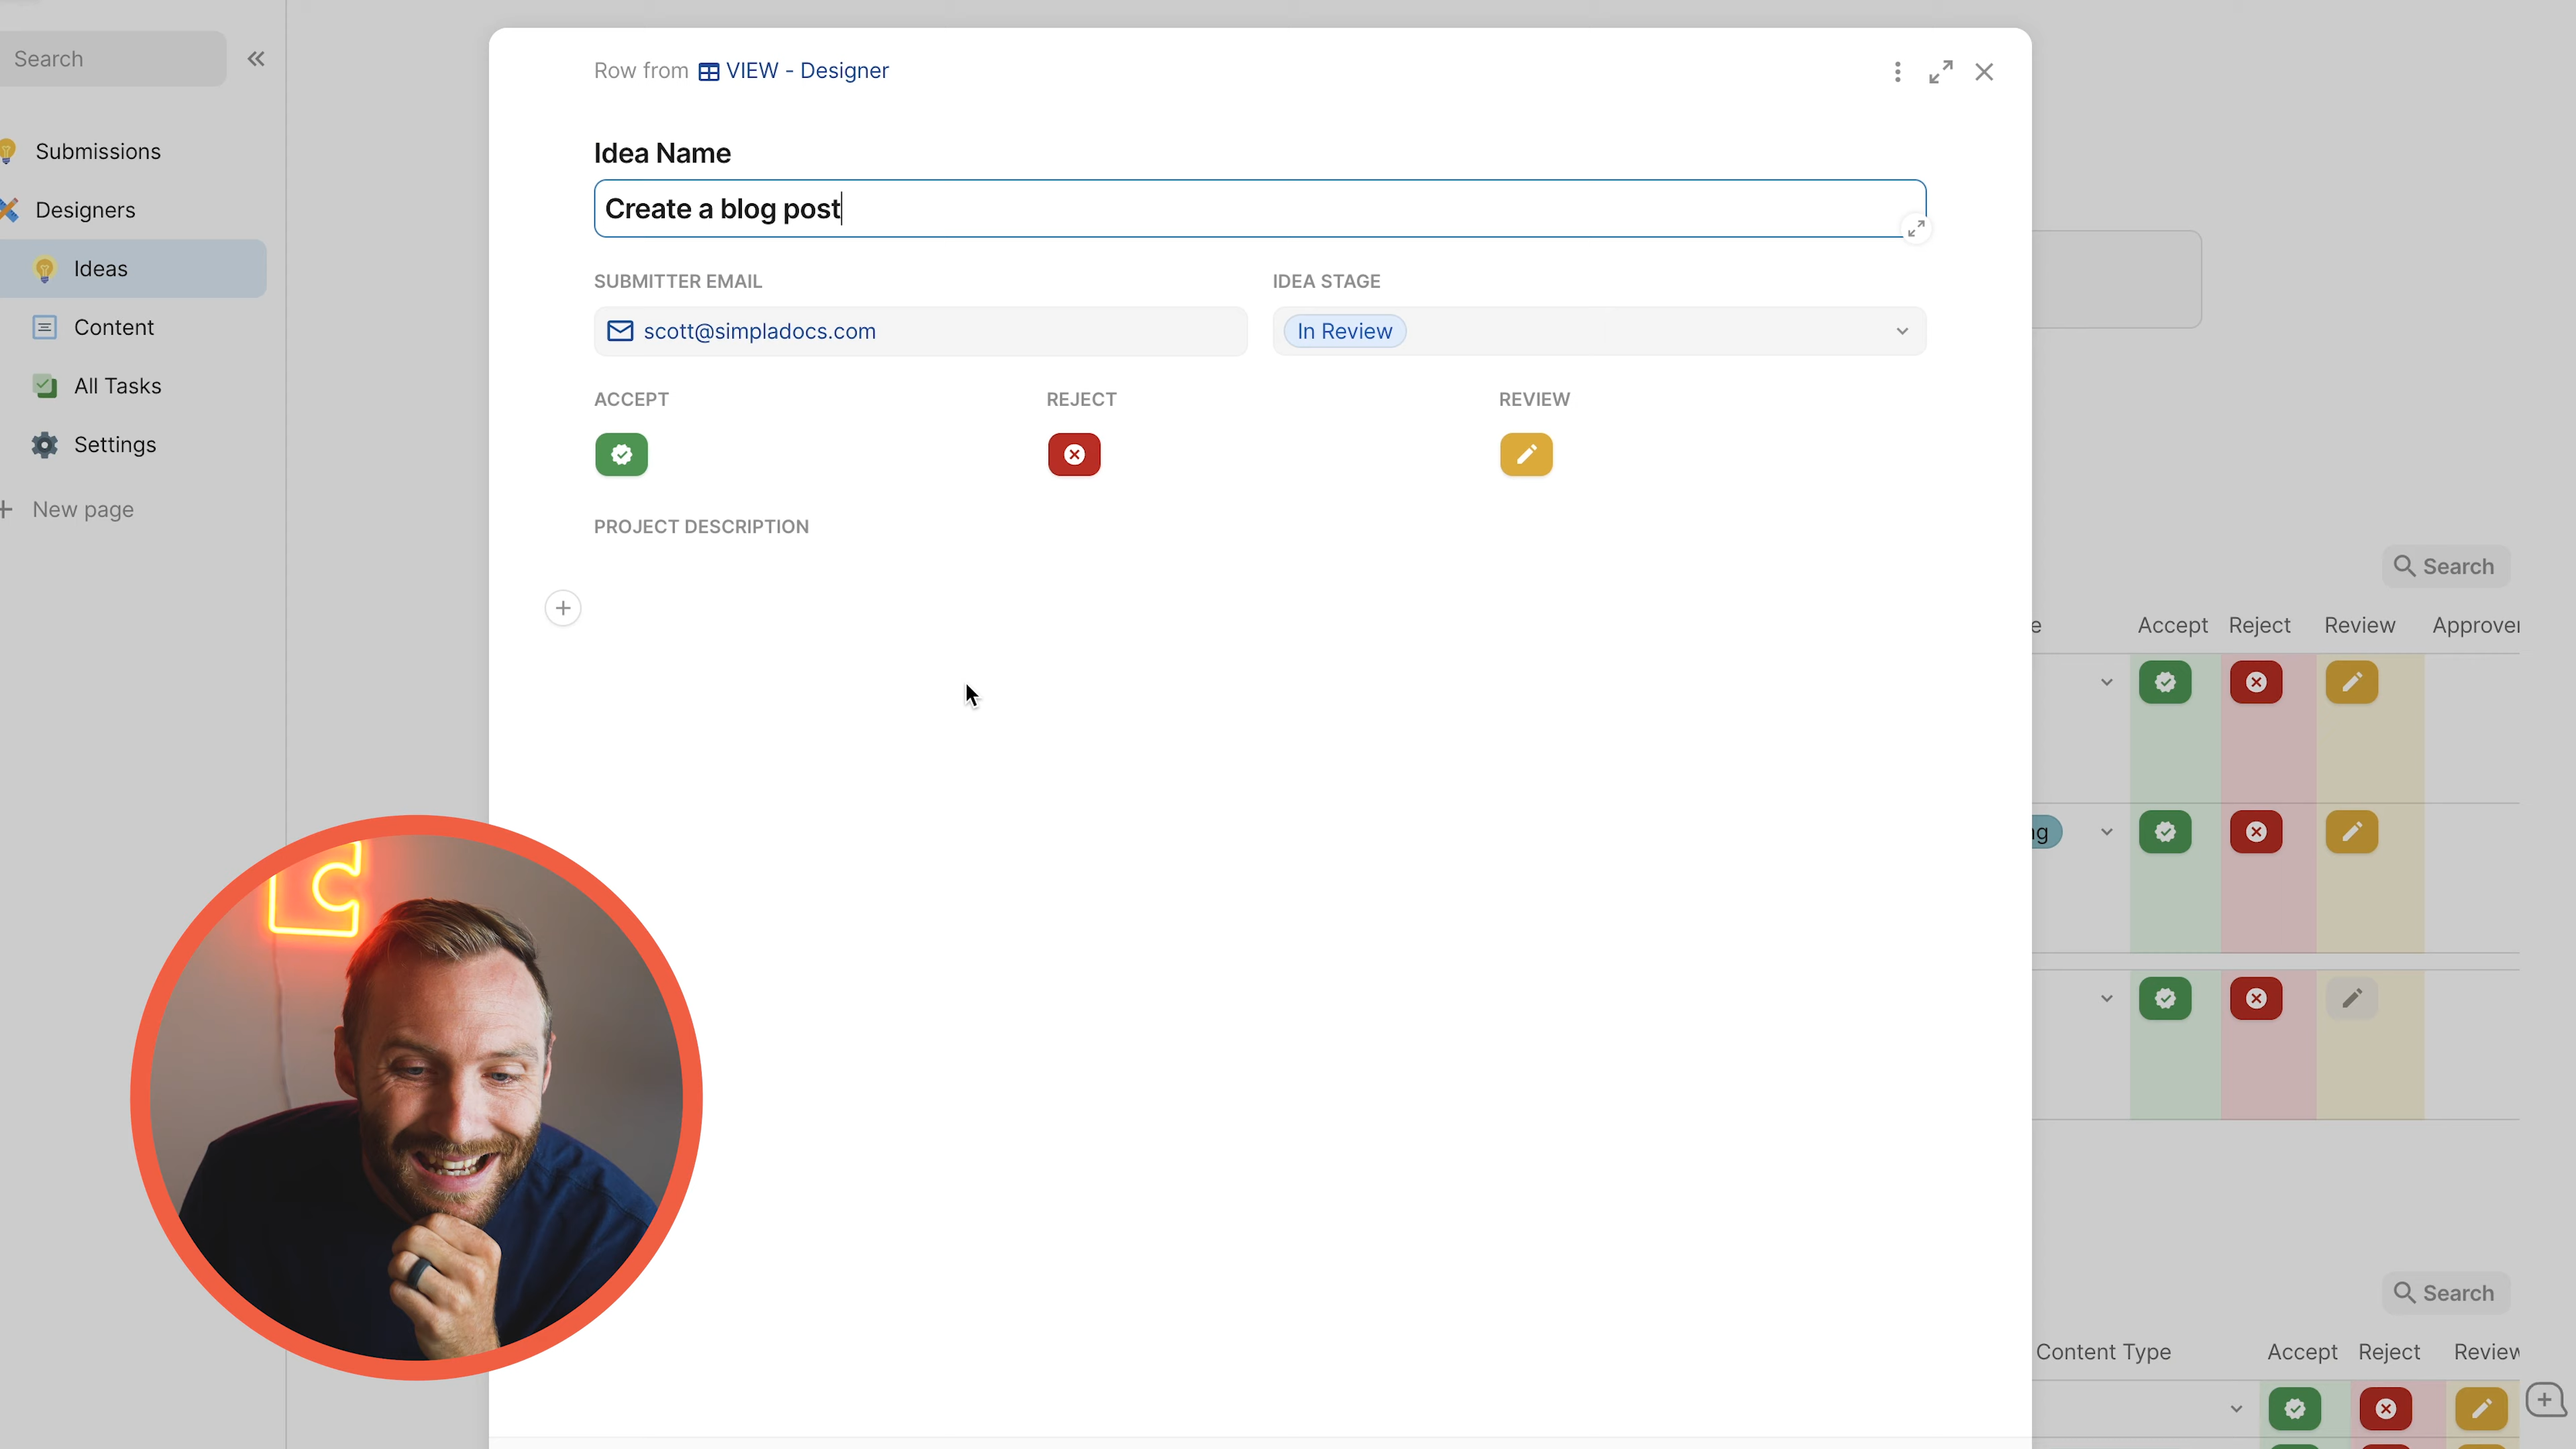 Search
Submissions
Designers
Ideas
Content
All Tasks
Settings
New page
Row from VIEW - Designer
Idea Name
Create a blog post
SUBMITTER EMAIL
IDEA STAGE
scott@simpladocs.com
In Review
ACCEPT
REJECT
REVIEW
PROJECT DESCRIPTION
Search
Accept
Reject
Review
Search
Content Type
Accept
Reject
Review